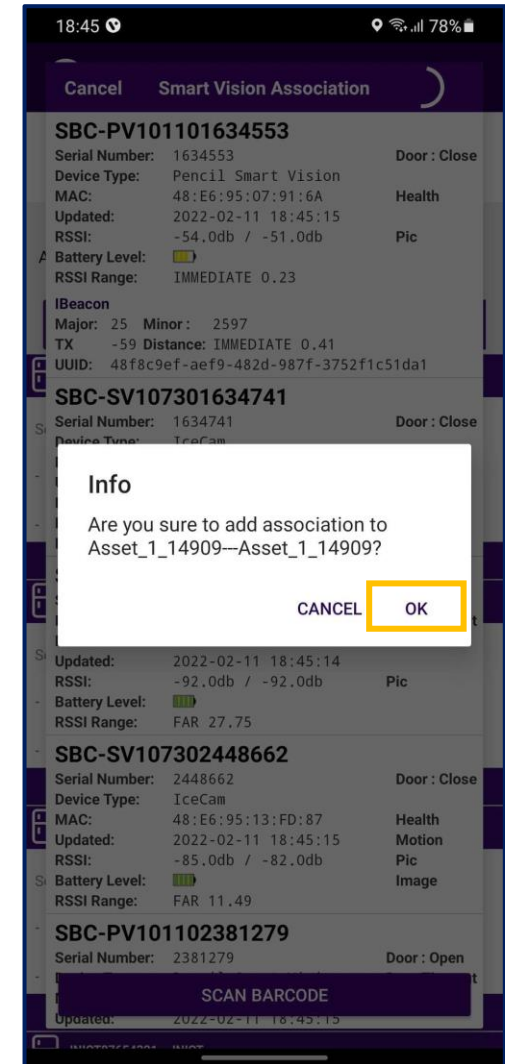 18:45 78%
Cancel Smart Vision Association
SBC-PV101101634553
Serial Number: 1634553 Door : Close
Device Type: Pencil Smart Vision
MAC: 48:E6:95:07:91:6A Health
Updated: 2022-02-11 18:45:15
RSSI: -54.0db / -51.0db Pic
Battery Level:
RSSI Range: IMMEDIATE 0.23
IBeacon
Major: 25 Minor : 2597
TX -59 Distance: IMMEDIATE 0.41
UUID: 48f8c9ef-aef9-482d-987f-3752f1c51da1
SBC-SV107301634741
Serial Number: 1634741 Door : Close
Device Type: IceCam
Info
Are you sure to add association to
Asset_1_14909---Asset_1_14909?
CANCEL OK
Updated: 2022-02-11 18:45:14
RSSI: -92.0db / -92.0db Pic
Battery Level:
RSSI Range: FAR 27.75
SBC-SV107302448662
Serial Number: 2448662 Door : Close
Device Type: IceCam
MAC: 48:E6:95:13:FD:87 Health
Updated: 2022-02-11 18:45:15 Motion
RSSI: -85.0db / -82.0db Pic
Battery Level: Image
RSSI Range: FAR 11.49
SBC-PV101102381279
Serial Number: 2381279 Door : Open
SCAN BARCODE
Updated: 2022-02-11 18:45:15